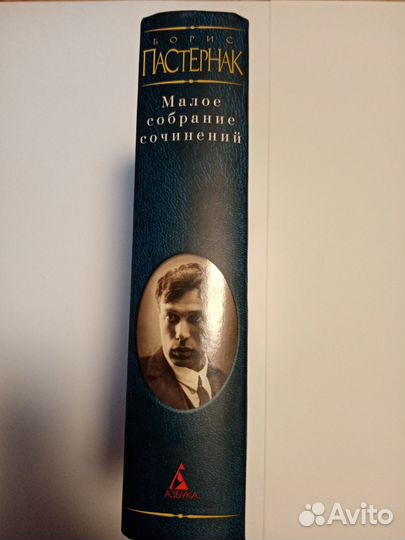 БОРИС
ПАСТЕРНАК
Малое
собрание
сочинений
АЗБУКА
Avito